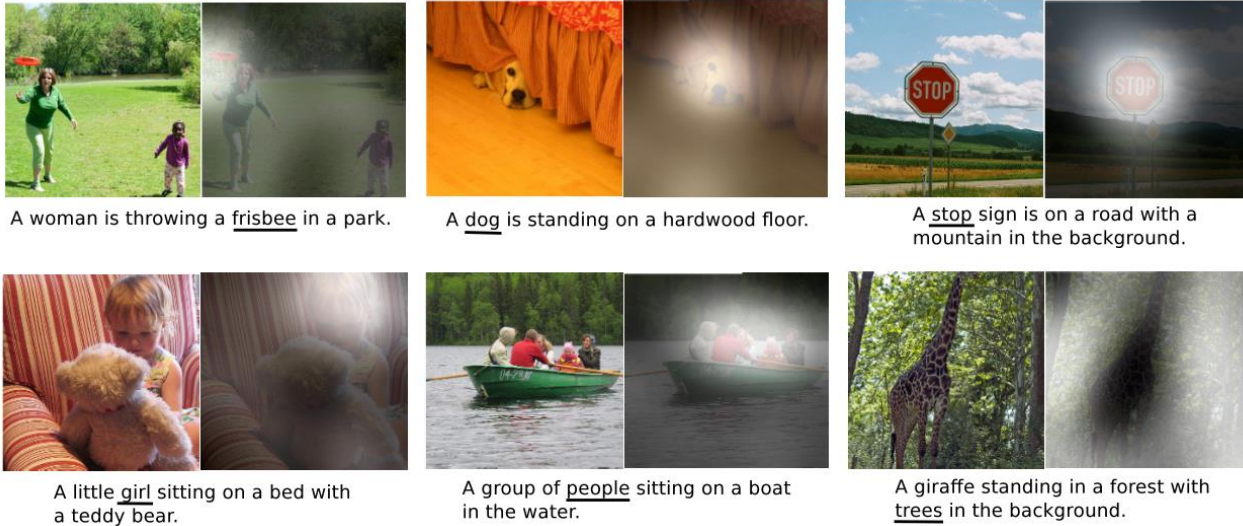 STOP
STOP
A woman is throwing a frisbee in a park.
A dog is standing on a hardwood floor.
A stop sign is on a road with a
mountain in the background.
A little girl sitting on a bed with
a teddy bear.
A group of people sitting on a boat
in the water.
A giraffe standing in a forest with
trees in the background.